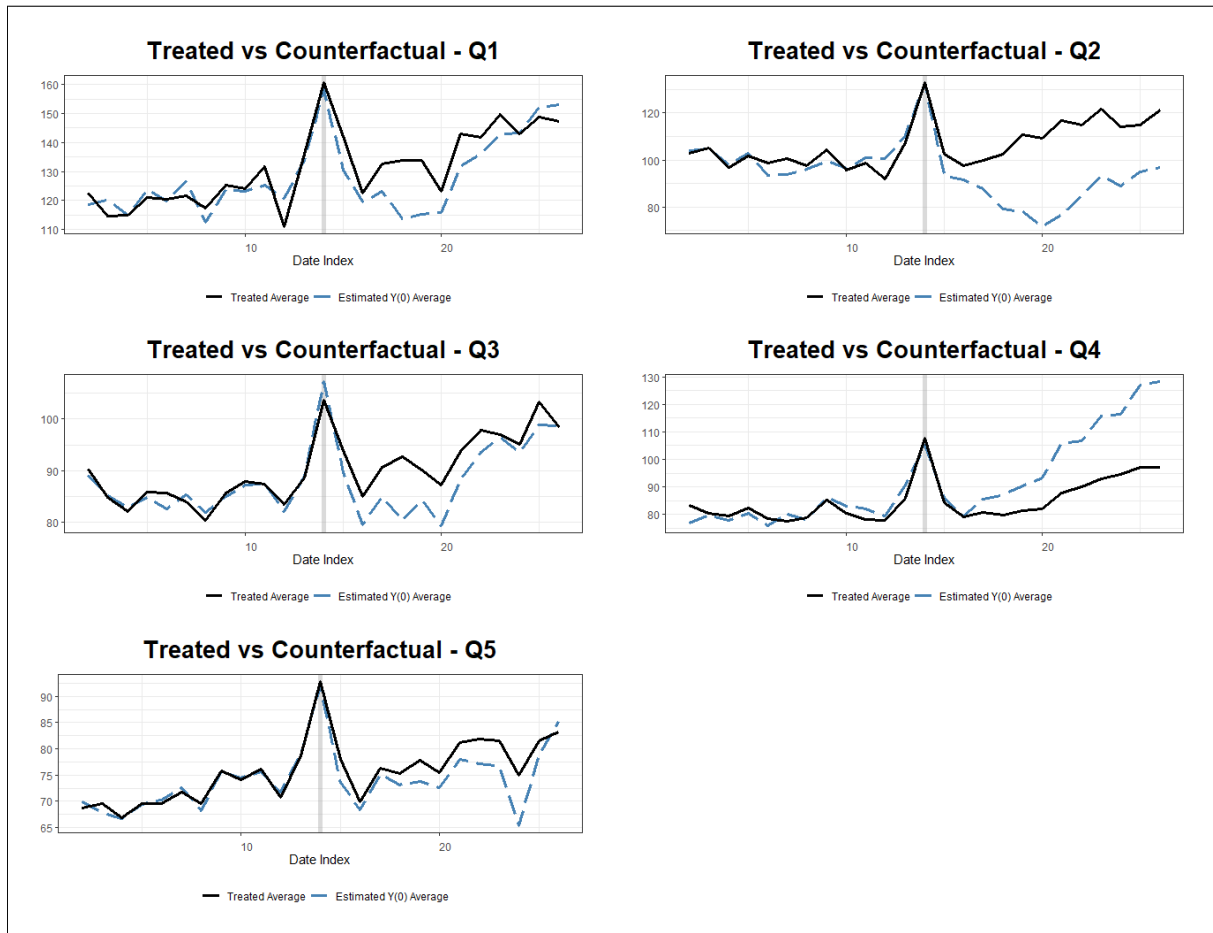 Treated vs Counterfactual - Q1
160
150
140
130
120
110
10 20
Date Index
Treated Average Estimated Y(0) Average
Treated vs Counterfactual - Q2
120
100
80
10 20
Date Index
Treated Average Estimated Y(0) Average
Treated vs Counterfactual - Q3
100
90
80
10 20
Date Index
Treated Average Estimated Y(0) Average
Treated vs Counterfactual - Q4
130
120
110
100
90
80
10 20
Date Index
Treated Average Estimated Y(0) Average
Treated vs Counterfactual - Q5
90
85
80
75
70
65
10 20
Date Index
Treated Average Estimated Y(0) Average